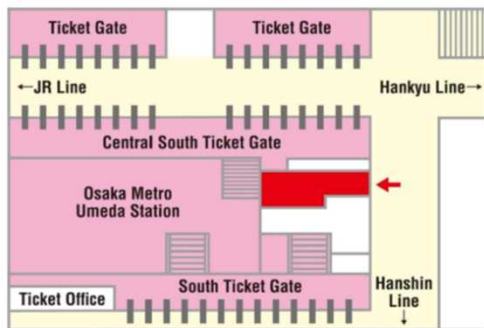 Ticket Gate
Ticket Gate
←JR Line
Hankyu Line→
Central South Ticket Gate
Osaka Metro
Umeda Station
Ticket Office
South Ticket Gate
Hanshin
Line
↓